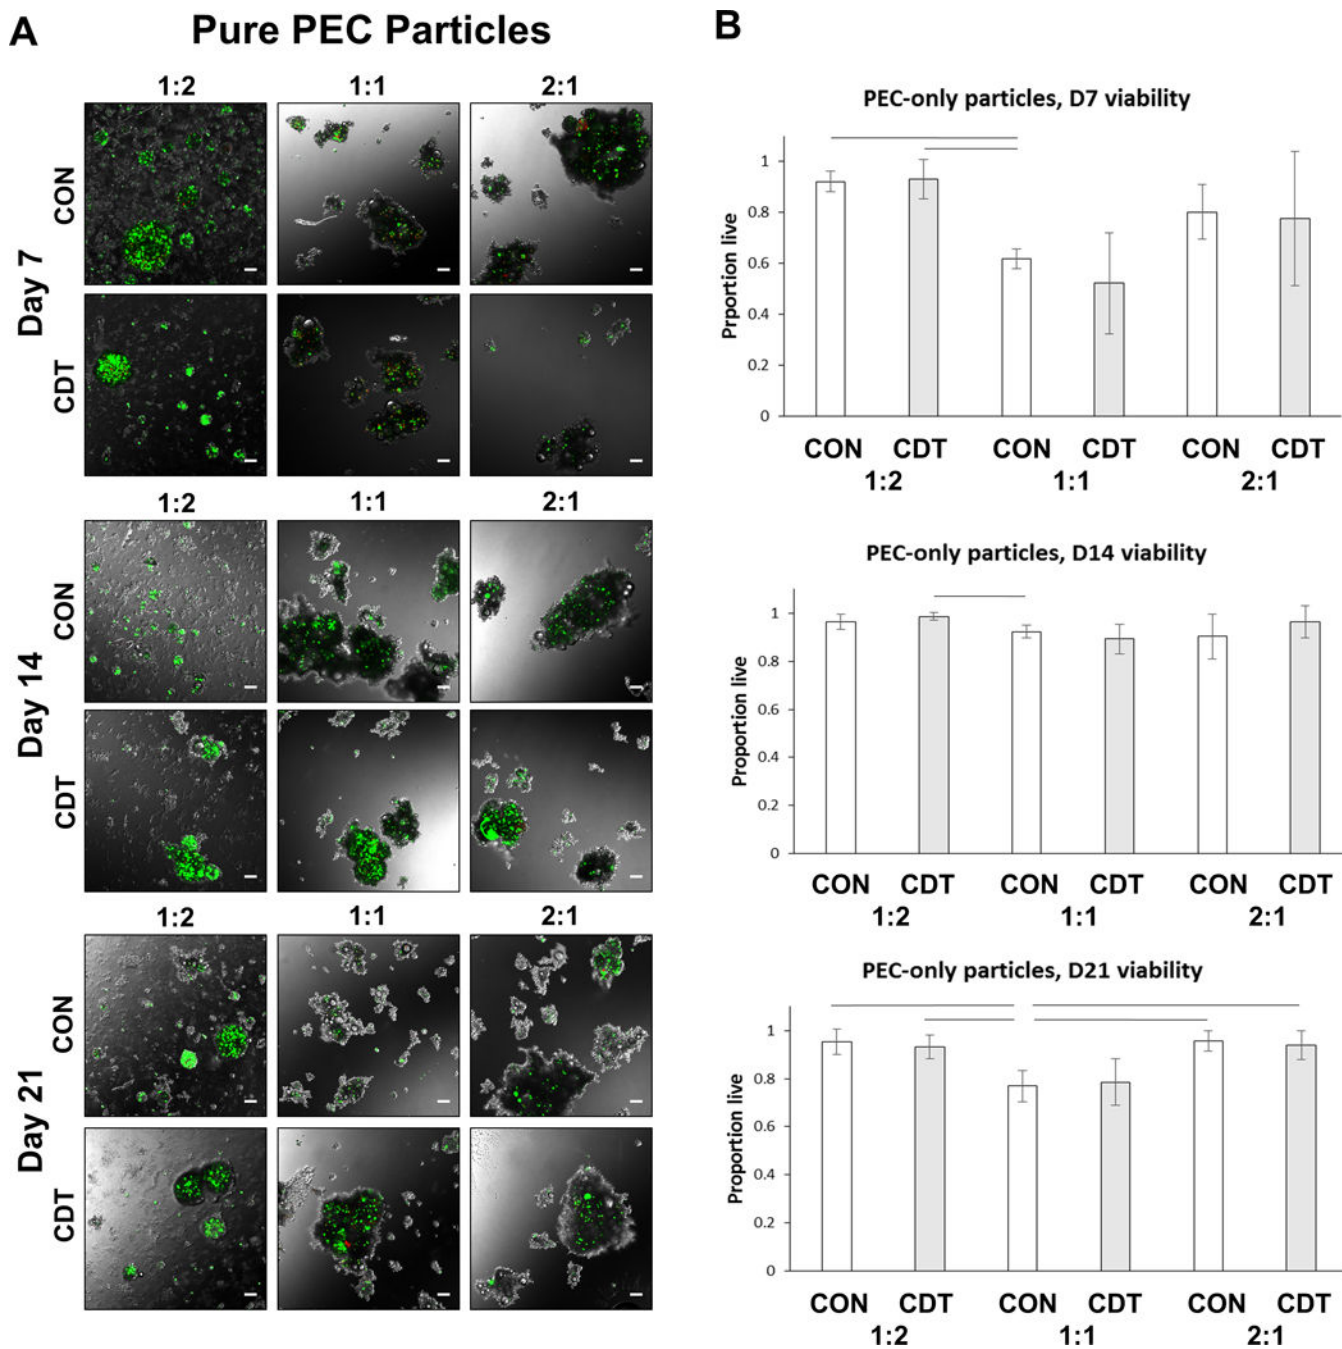 A
Pure PEC Particles
1:2 1:1 2:1
Day 7
CON
CDT
1:2 1:1 2:1
Day 14
CON
CDT
1:2 1:1 2:1
Day 21
CON
CDT
B
PEC-only particles, D7 viability
Prportion live
1
0.8
0.6
0.4
0.2
0
CON CDT CON CDT CON CDT
1:2 1:1 2:1
PEC-only particles, D14 viability
Proportion live
1
0.8
0.6
0.4
0.2
0
CON CDT CON CDT CON CDT
1:2 1:1 2:1
PEC-only particles, D21 viability
Proportion live
1
0.8
0.6
0.4
0.2
0
CON CDT CON CDT CON CDT
1:2 1:1 2:1